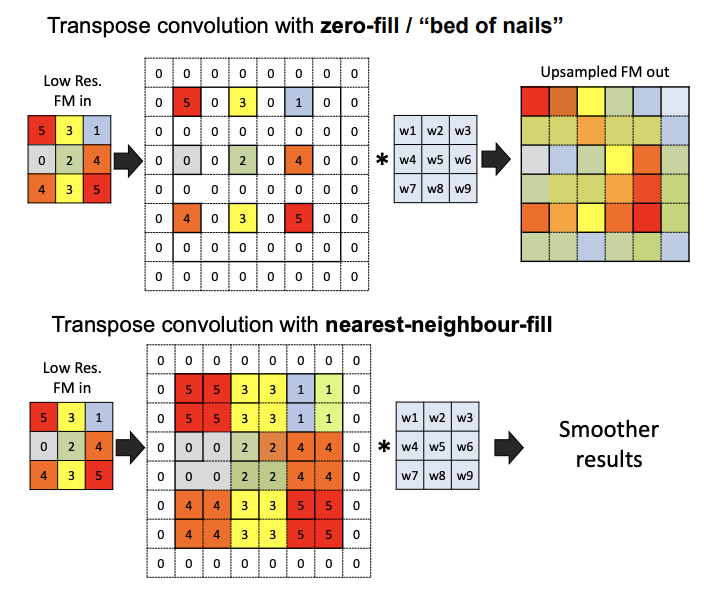 Transpose convolution with zero-fill / “bed of nails”
Low Res.
FM in
5 3 1
0 2 4
4 3 5
0 0 0 0 0 0 0 0
0 5 0 3 0 1 0 0
0 0 0 0 0 0 0 0
0 0 0 2 0 4 0 0
0 0 0 0 0 0 0 0
0 4 0 3 0 5 0 0
0 0 0 0 0 0 0 0
0 0 0 0 0 0 0 0
*
w1 w2 w3
w4 w5 w6
w7 w8 w9
Upsampled FM out
Transpose convolution with nearest-neighbour-fill
Low Res.
FM in
5 3 1
0 2 4
4 3 5
0 0 0 0 0 0 0 0
0 5 5 3 3 1 1 0
0 5 5 3 3 1 1 0
0 0 0 2 2 4 4 0
0 0 0 2 2 4 4 0
0 4 4 3 3 5 5 0
0 4 4 3 3 5 5 0
0 0 0 0 0 0 0 0
*
w1 w2 w3
w4 w5 w6
w7 w8 w9
Smoother
results